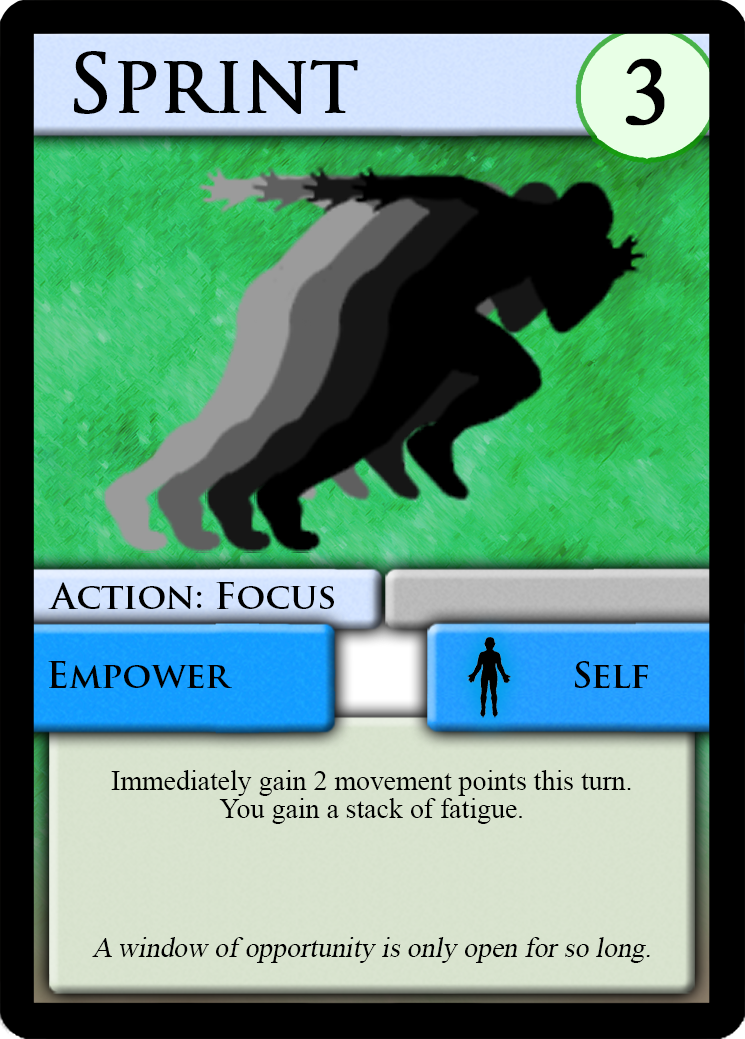 Sprint
3
Action: Focus
Empower
Self
Immediately gain 2 movement points this turn.
You gain a stack of fatigue.
A window of opportunity is only open for so long.